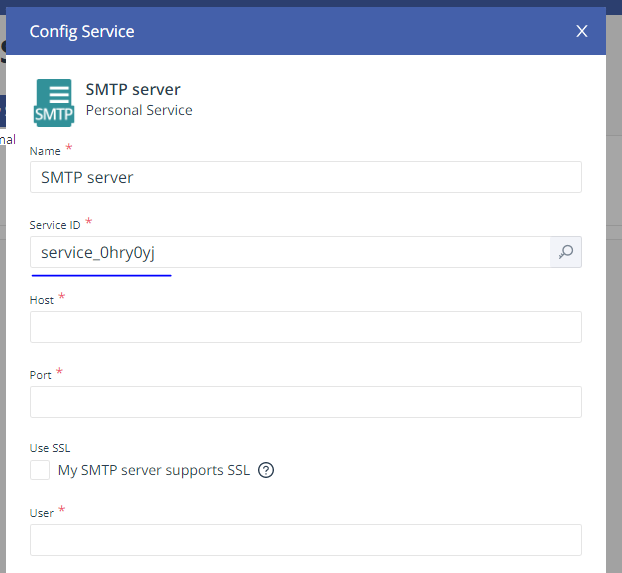 Config Service
X
SMTP server
Personal Service
SMTP
Name *
SMTP server
Service ID *
service_0hry0yj
Host *
Port *
Use SSL
My SMTP server supports SSL ?
User *